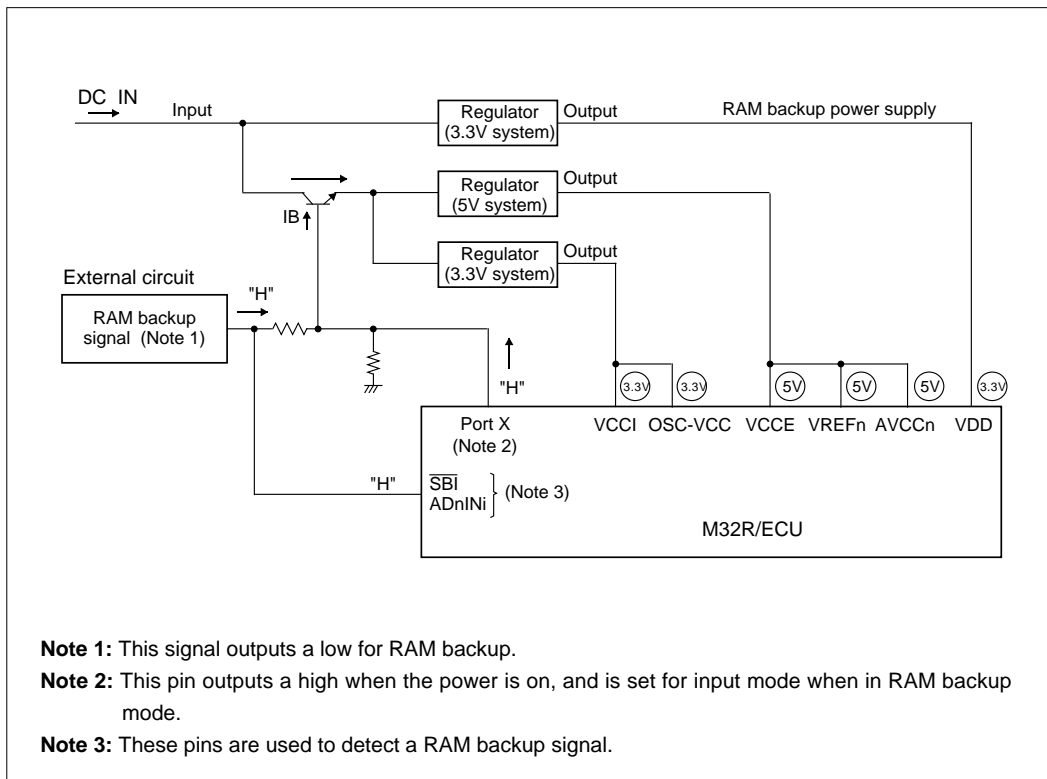 DC IN
Input
Regulator
(3.3V system)
Output
RAM backup power supply
Regulator
(5V system)
Output
IB
Regulator
(3.3V system)
Output
External circuit
RAM backup
signal (Note 1)
"H"
"H"
3.3V
3.3V
5V
5V
5V
3.3V
Port X
(Note 2)
VCCI
OSC-VCC
VCCE
VREFn
AVCCn
VDD
"H"
SBI
ADnINi
(Note 3)
M32R/ECU
Note 1: This signal outputs a low for RAM backup.
Note 2: This pin outputs a high when the power is on, and is set for input mode when in RAM backup
mode.
Note 3: These pins are used to detect a RAM backup signal.